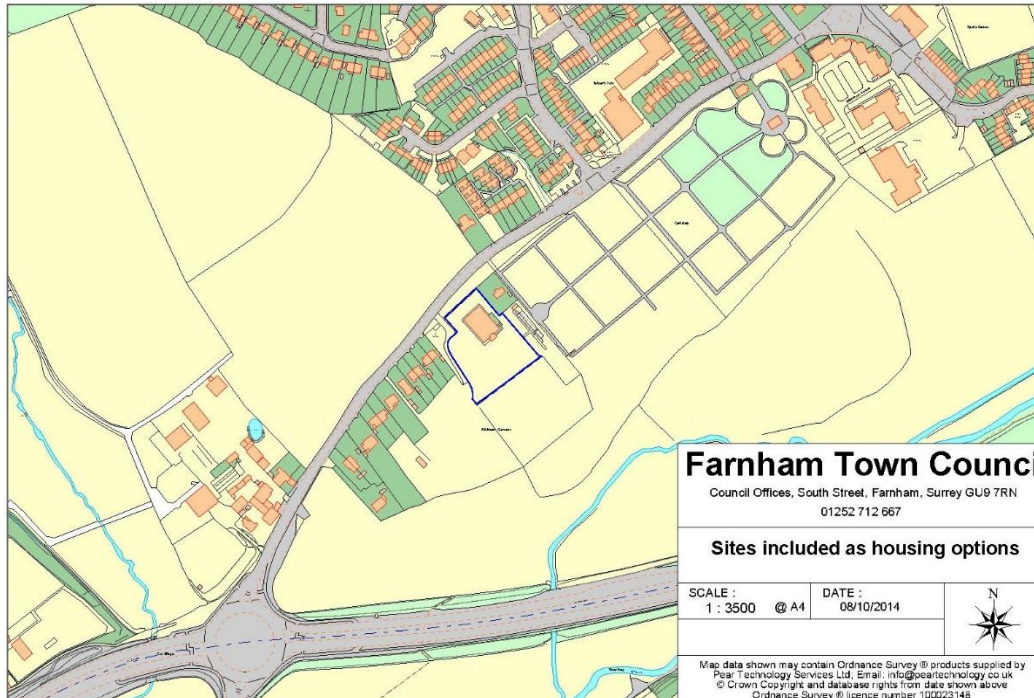 Farnham Town Counci
Council Offices, South Street, Farnham, Surrey GU9 7RN
01252 712 667
Sites included as housing options
SCALE :
1 : 3500 @ A4
DATE :
08/10/2014
N
Map data shown may contain Ordnance Survey ® products supplied by
Pear Technology Services Ltd; Email: info@peartechnology.co.uk
© Crown Copyright and database rights from date shown above
Ordnance Survey ® licence number 100023148